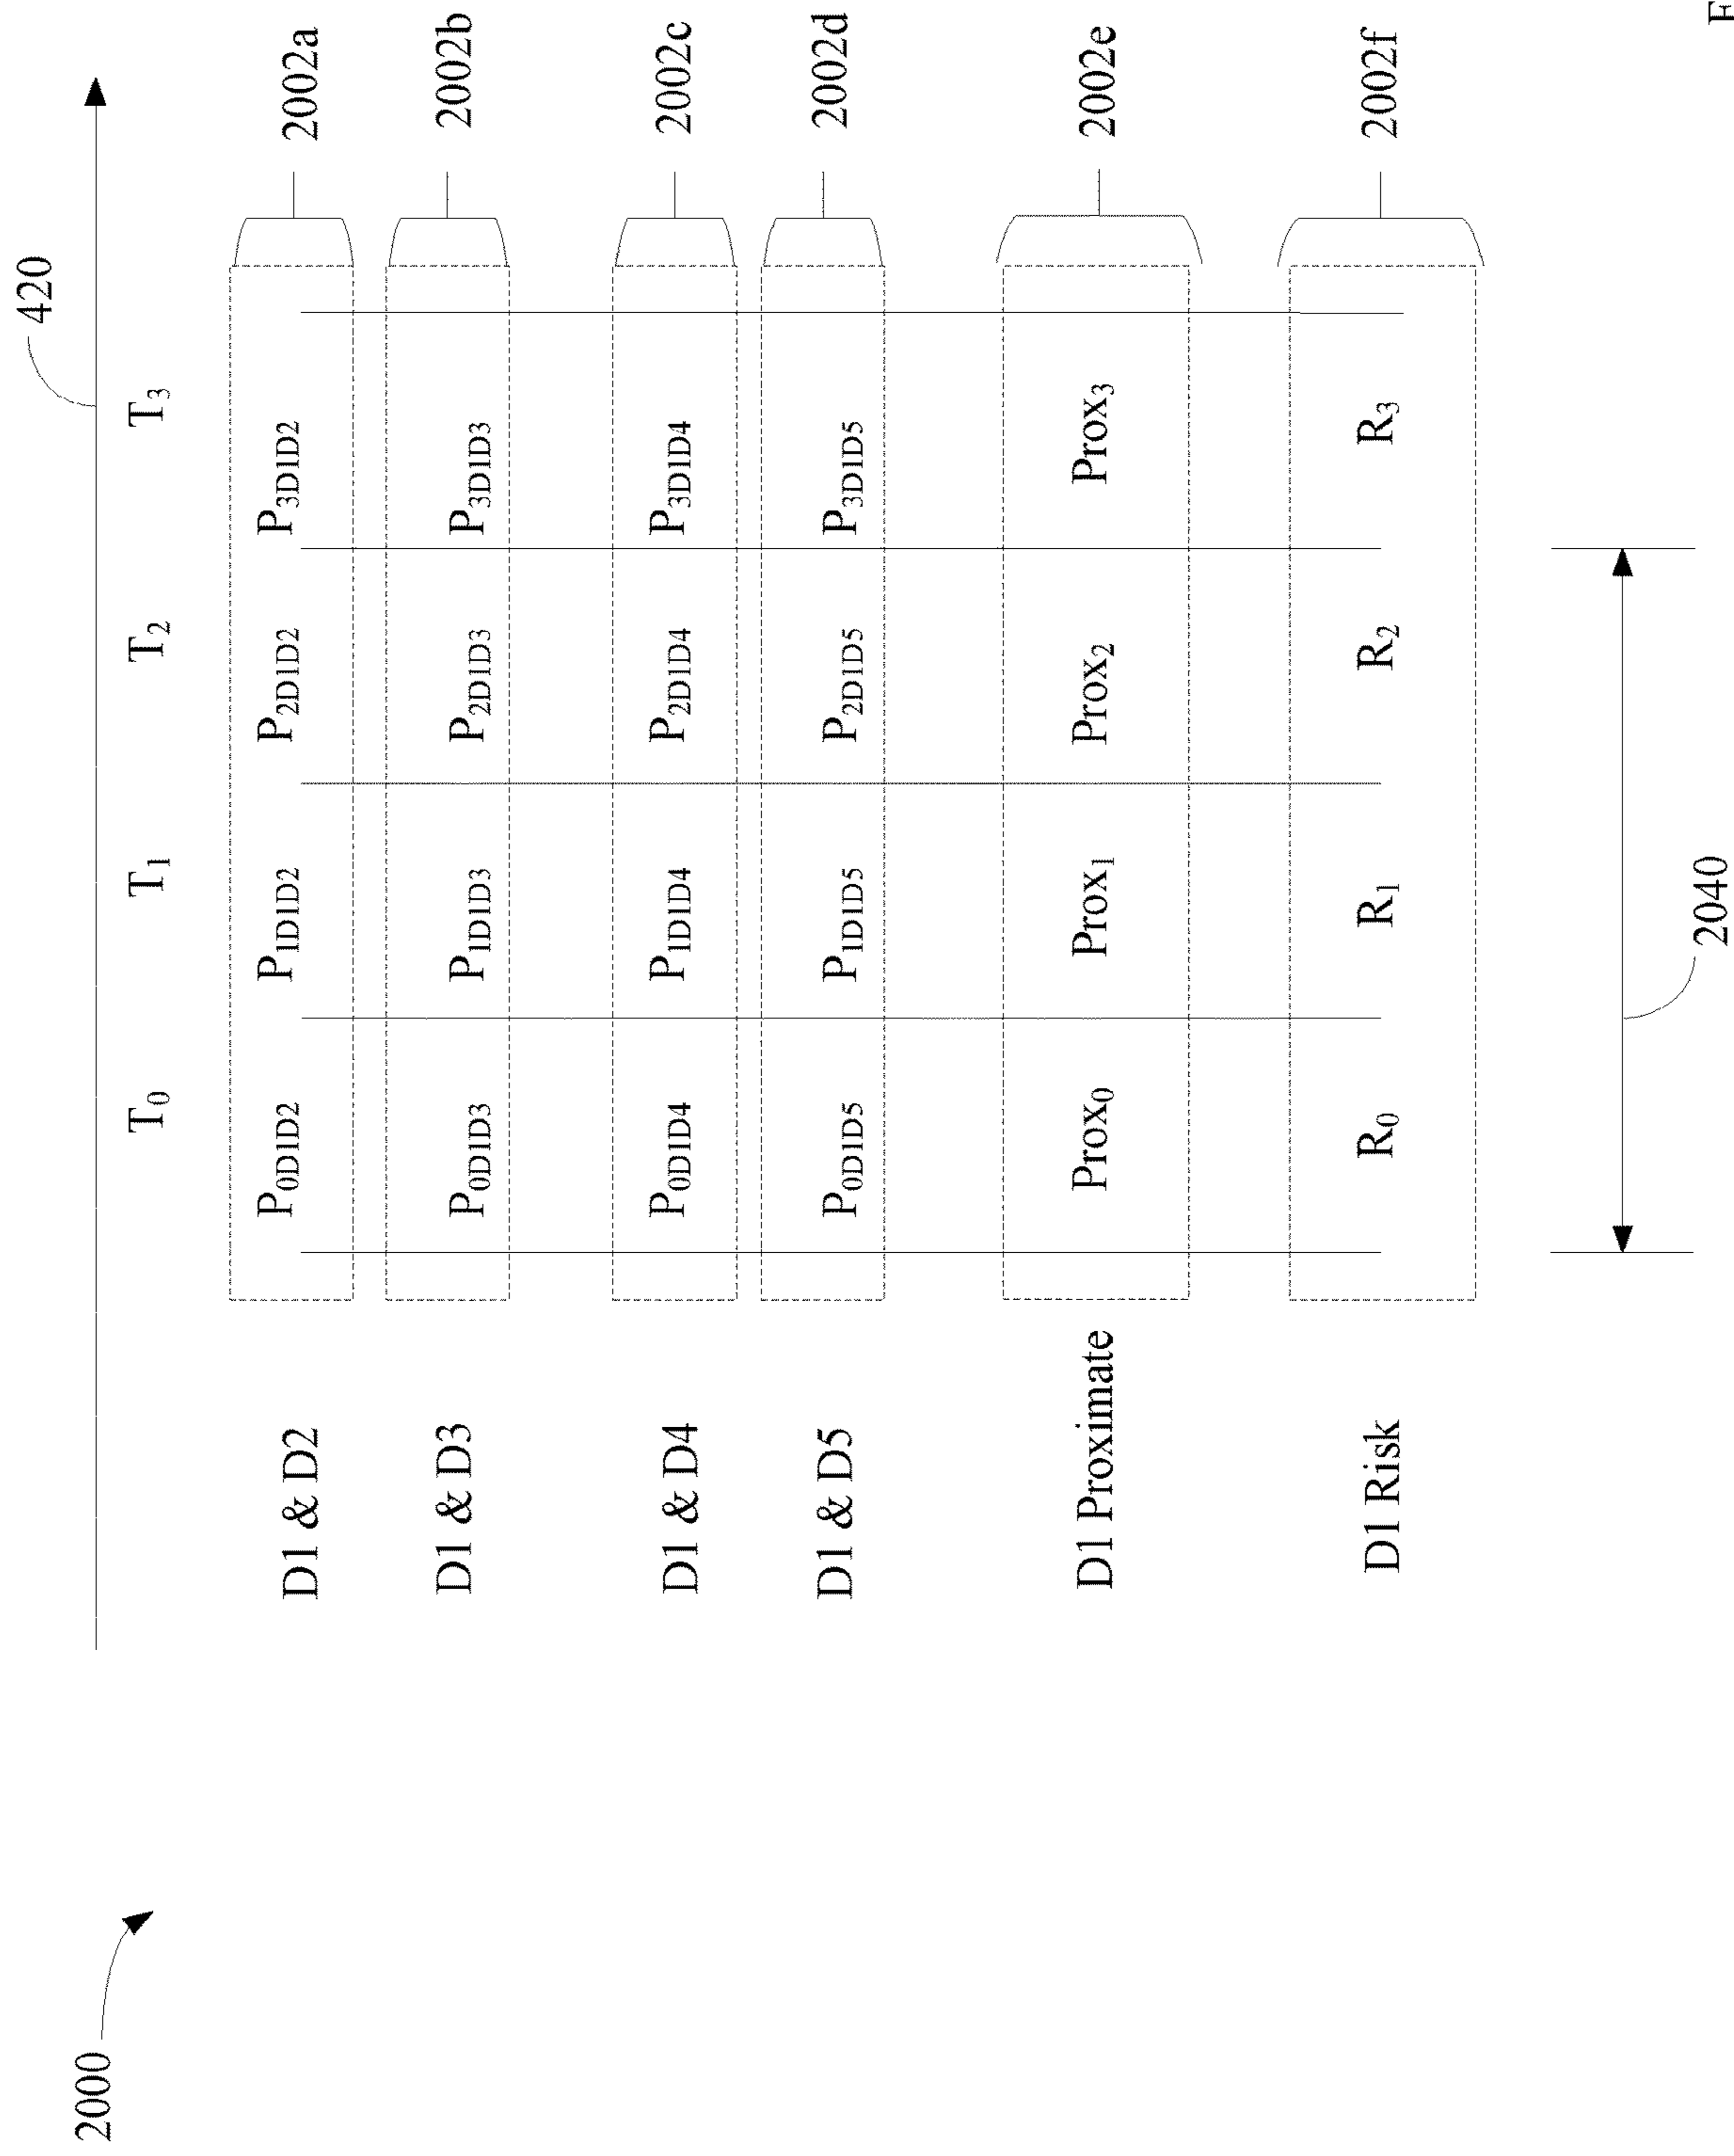 2000
420
T0 T1 T2 T3
D1 & D2 P0D1D2 P1D1D2 P2D1D2 P3D1D2 2002a
D1 & D3 P0D1D3 P1D1D3 P2D1D3 P3D1D3 2002b
D1 & D4 P0D1D4 P1D1D4 P2D1D4 P3D1D4 2002c
D1 & D5 P0D1D5 P1D1D5 P2D1D5 P3D1D5 2002d
D1 Proximate Prox0 Prox1 Prox2 Prox3 2002e
D1 Risk R0 R1 R2 R3 2002f
2040